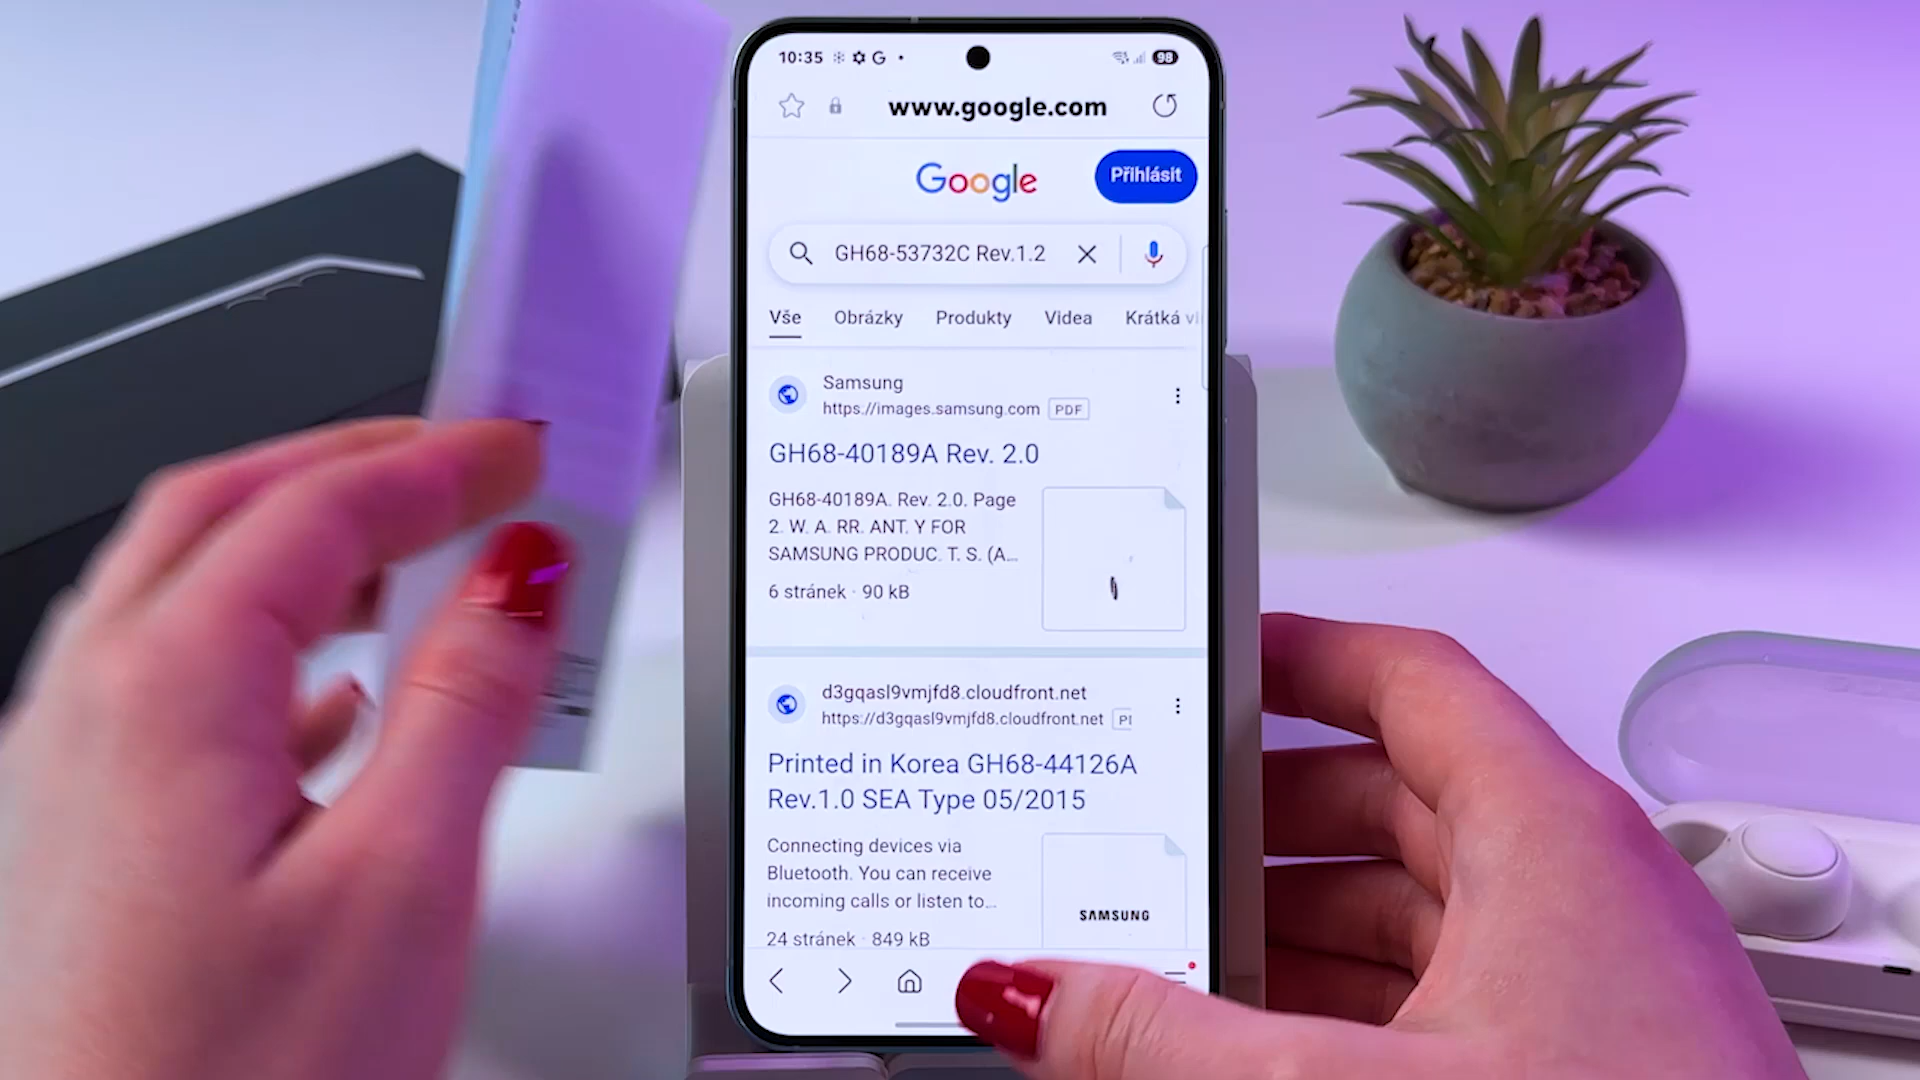 10:35
98
www.google.com
Google
Přihlásit
GH68-53732C Rev.1.2
Vše Obrázky Produkty Videa Krátká vi
Samsung
https://images.samsung.com PDF
GH68-40189A Rev. 2.0
GH68-40189A. Rev. 2.0. Page
2. W. A. RR. ANT. Y FOR
SAMSUNG PRODUC. T. S. (A...
6 stránek · 90 kB
d3gqasl9vmjfd8.cloudfront.net
https://d3gqasl9vmjfd8.cloudfront.net
Printed in Korea GH68-44126A
Rev.1.0 SEA Type 05/2015
Connecting devices via
Bluetooth. You can receive
incoming calls or listen to...
SAMSUNG
24 stránek · 849 kB